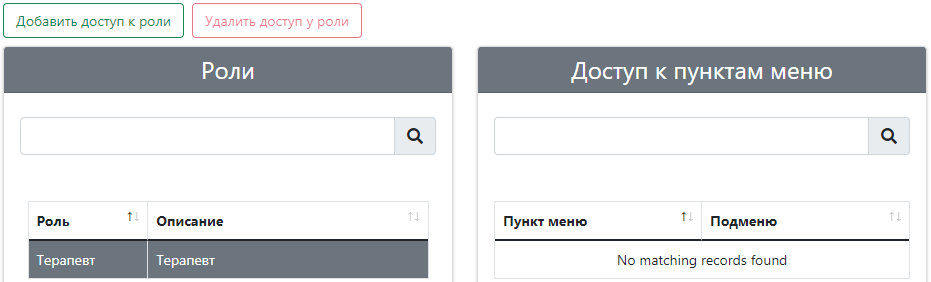 Добавить доступ к роли
Удалить доступ у роли
Роли
Доступ к пунктам меню
Роль
Описание
Пункт меню
Подменю
Терапевт
Терапевт
No matching records found